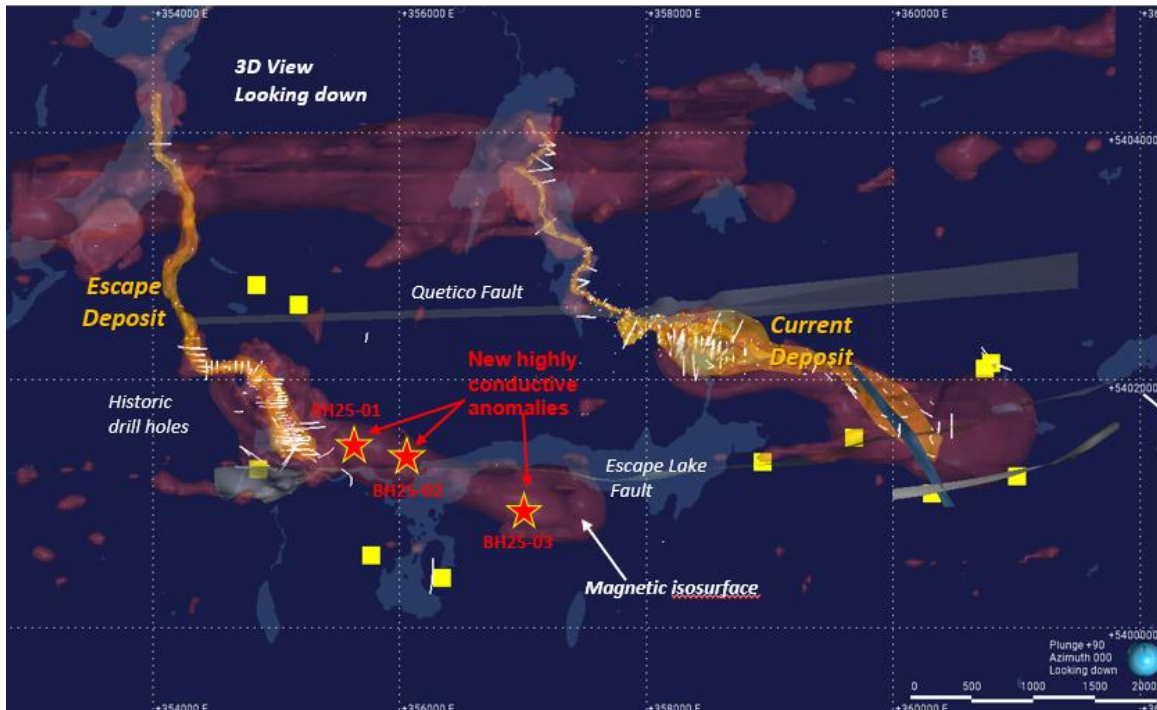 +354000 E
+356000 E
+358000 E
+360000 E
3D View
Looking down
+5404000
Escape
Deposit
Quetico Fault
Current
Deposit
New highly
conductive
anomalies
+5402000
Historic
drill holes
BH25-01
BH25-02
Escape Lake
Fault
BH25-03
Magnetic isosurface
+5400000
Plunge +90
Azimuth 000
Looking down
0 500 1000 1500 2000
+354000 E
+356000 E
+358000 E
+360000 E